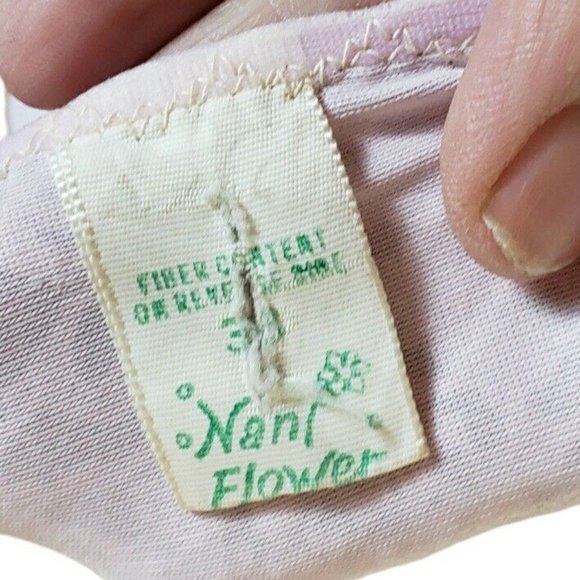 FIBER CONTENT
ON REVERSE SIDE
Nani
Flower